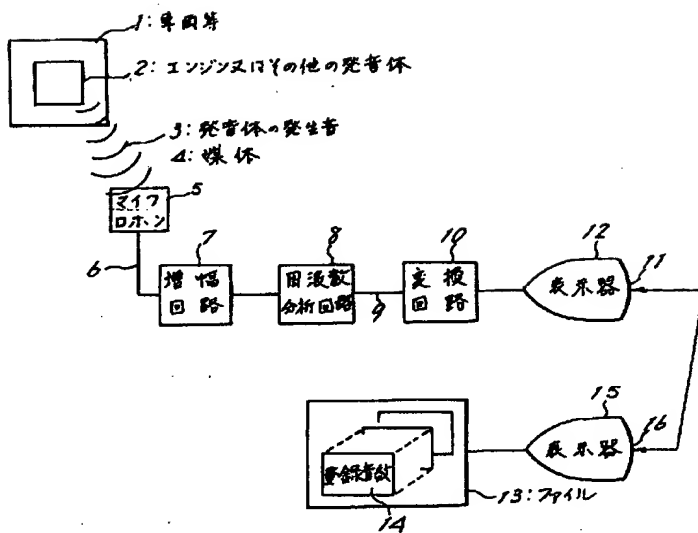 1:車両等
2:エンジン又はその他の発音体
3:発音体の発生音
4:媒体
5
マイク
ロホン
6
7
増幅
回路
8
周波数
分析回路
9
10
変換
回路
12
表示器
11
15
表示器
16
登録音紋
14
13:ファイル